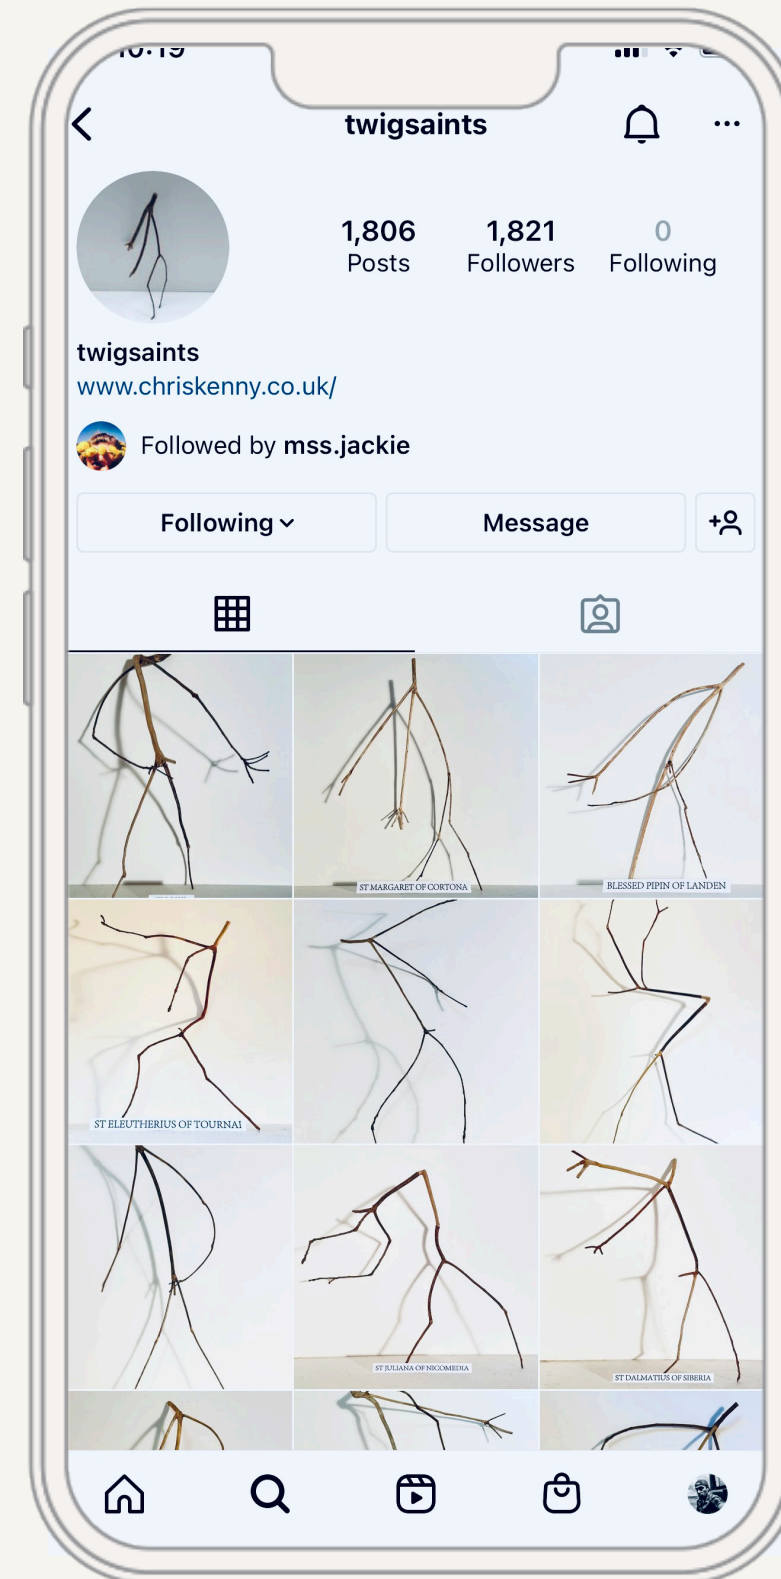 10:19
twigsaints
1,806 1,821 0
Posts Followers Following
twigsaints
www.chriskenny.co.uk/
Followed by mss.jackie
Following Message
ST MARGARET OF CORTONA
BLESSED PIPIN OF LANDEN
ST ELEUTHERIUS OF TOURNAI
ST JULIANA OF NICOMEDIA
ST DALMATIUS OF SIBERIA